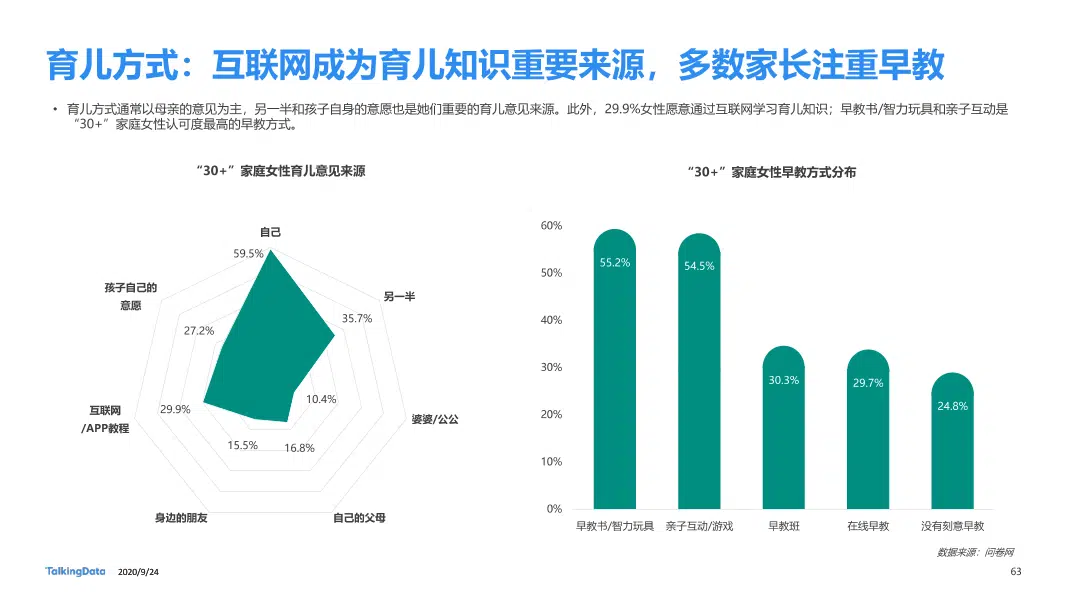 育儿方式：互联网成为育儿知识重要来源，多数家长注重早教
• 育儿方式通常以母亲的意见为主，另一半和孩子自身的意愿也是她们重要的育儿意见来源。此外，29.9%女性愿意通过互联网学习育儿知识；早教书/智力玩具和亲子互动是
“30+”家庭女性认可度最高的早教方式。
“30+”家庭女性育儿意见来源
自己
59.5%
另一半
35.7%
婆婆/公公
10.4%
自己的父母
16.8%
身边的朋友
15.5%
互联网
/APP教程
29.9%
孩子自己的
意愿
27.2%
“30+”家庭女性早教方式分布
60%
50%
40%
30%
20%
10%
0%
55.2%
54.5%
30.3%
29.7%
24.8%
早教书/智力玩具
亲子互动/游戏
早教班
在线早教
没有刻意早教
数据来源：问卷网
TalkingData
2020/9/24
63